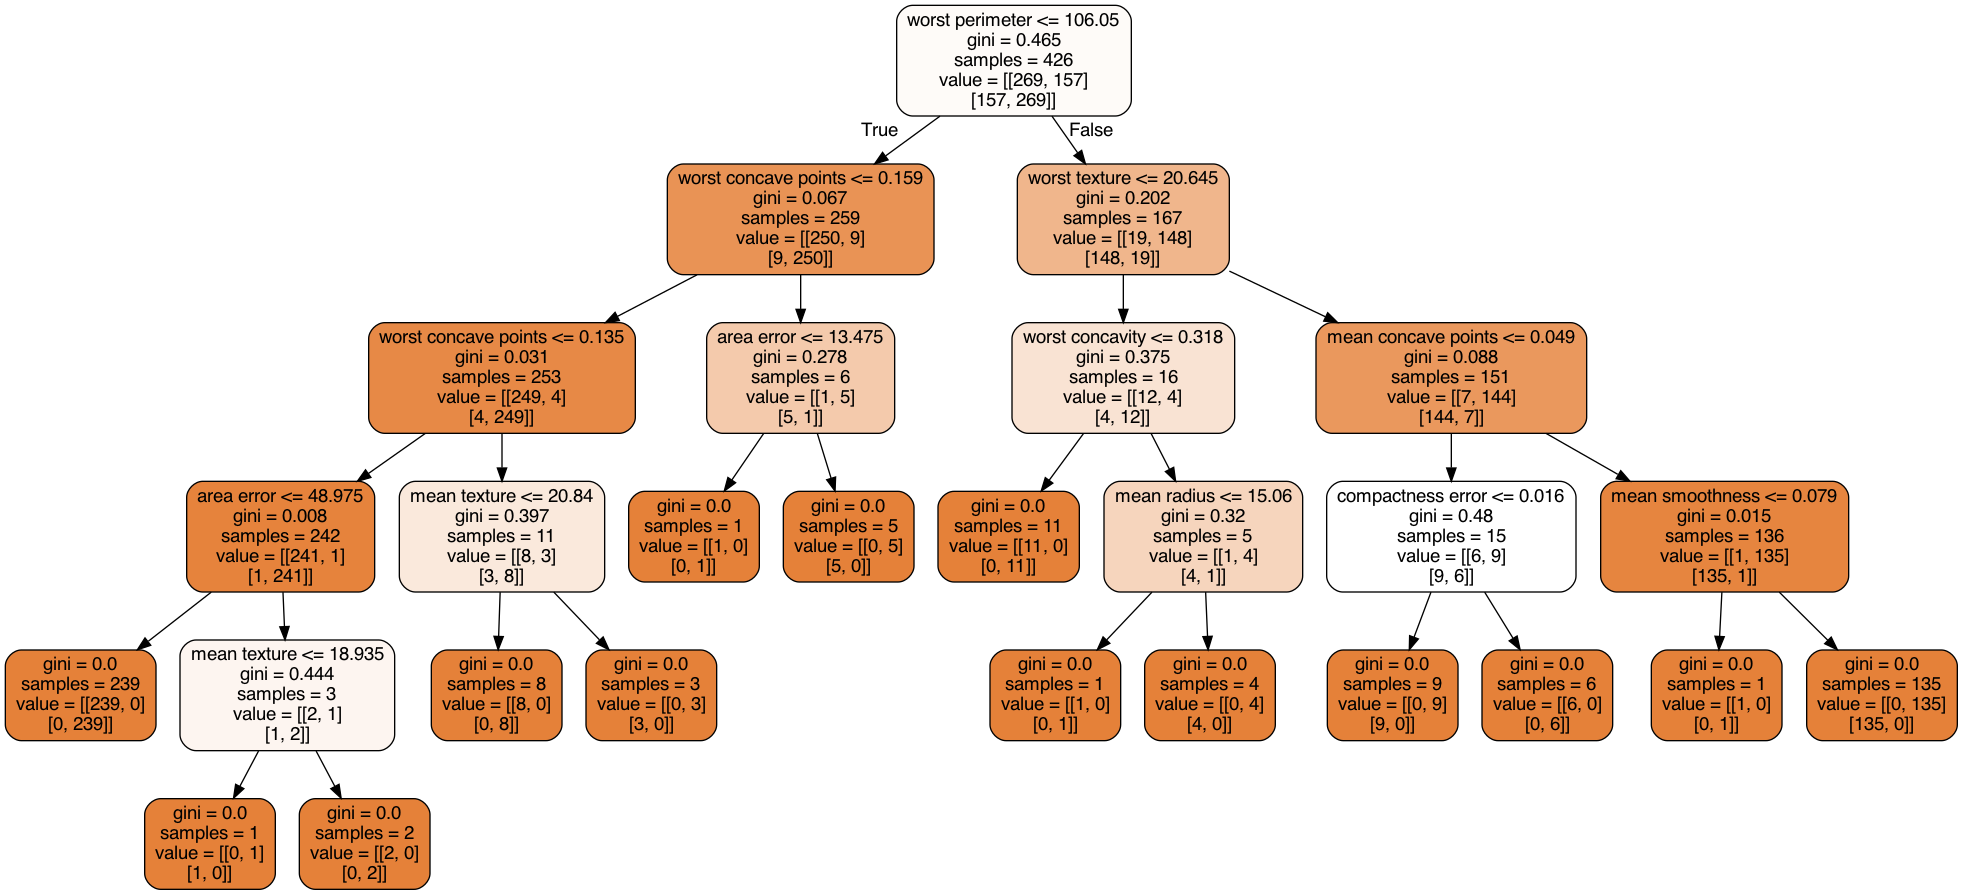 worst perimeter <= 106.05
gini = 0.465
samples = 426
value = [[269, 157]
[157, 269]]
True
False
worst concave points <= 0.159
gini = 0.067
samples = 259
value = [[250, 9]
[9, 250]]
worst texture <= 20.645
gini = 0.202
samples = 167
value = [[19, 148]
[148, 19]]
worst concave points <= 0.135
gini = 0.031
samples = 253
value = [[249, 4]
[4, 249]]
area error <= 13.475
gini = 0.278
samples = 6
value = [[1, 5]
[5, 1]]
worst concavity <= 0.318
gini = 0.375
samples = 16
value = [[12, 4]
[4, 12]]
mean concave points <= 0.049
gini = 0.088
samples = 151
value = [[7, 144]
[144, 7]]
area error <= 48.975
gini = 0.008
samples = 242
value = [[241, 1]
[1, 241]]
mean texture <= 20.84
gini = 0.397
samples = 11
value = [[8, 3]
[3, 8]]
gini = 0.0
samples = 1
value = [[1, 0]
[0, 1]]
gini = 0.0
samples = 5
value = [[0, 5]
[5, 0]]
gini = 0.0
samples = 11
value = [[11, 0]
[0, 11]]
mean radius <= 15.06
gini = 0.32
samples = 5
value = [[1, 4]
[4, 1]]
compactness error <= 0.016
gini = 0.48
samples = 15
value = [[6, 9]
[9, 6]]
mean smoothness <= 0.079
gini = 0.015
samples = 136
value = [[1, 135]
[135, 1]]
gini = 0.0
samples = 239
value = [[239, 0]
[0, 239]]
mean texture <= 18.935
gini = 0.444
samples = 3
value = [[2, 1]
[1, 2]]
gini = 0.0
samples = 8
value = [[8, 0]
[0, 8]]
gini = 0.0
samples = 3
value = [[0, 3]
[3, 0]]
gini = 0.0
samples = 1
value = [[1, 0]
[0, 1]]
gini = 0.0
samples = 4
value = [[0, 4]
[4, 0]]
gini = 0.0
samples = 9
value = [[0, 9]
[9, 0]]
gini = 0.0
samples = 6
value = [[6, 0]
[0, 6]]
gini = 0.0
samples = 1
value = [[1, 0]
[0, 1]]
gini = 0.0
samples = 135
value = [[0, 135]
[135, 0]]
gini = 0.0
samples = 1
value = [[0, 1]
[1, 0]]
gini = 0.0
samples = 2
value = [[2, 0]
[0, 2]]